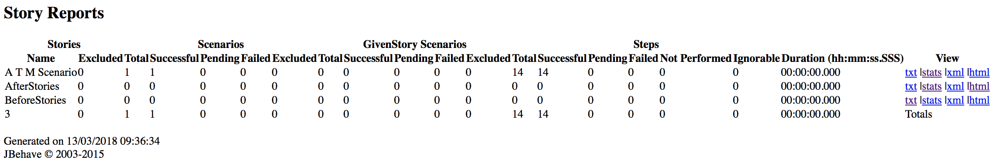 Story Reports
Stories Scenarios GivenStory Scenarios Steps
Name Excluded Total Successful Pending Failed Excluded Total Successful Pending Failed Excluded Total Successful Pending Failed Not Performed Ignorable Duration (hh:mm:ss.SSS) View
A T M Scenario 0 1 1 0 0 0 0 0 0 0 0 14 14 0 0 0 0 00:00:00.000 txt |stats |xml |html
AfterStories 0 0 0 0 0 0 0 0 0 0 0 0 0 0 0 0 0 00:00:00.000 txt |stats |xml |html
BeforeStories 0 0 0 0 0 0 0 0 0 0 0 0 0 0 0 0 0 00:00:00.000 txt |stats |xml |html
3 0 1 1 0 0 0 0 0 0 0 0 14 14 0 0 0 0 00:00:00.000 Totals
Generated on 13/03/2018 09:36:34
JBehave © 2003-2015